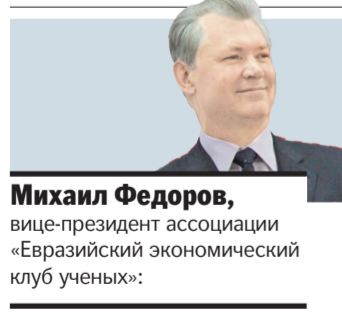 Михаил Федоров,
вице-президент ассоциации
«Евразийский экономический
клуб ученых»: